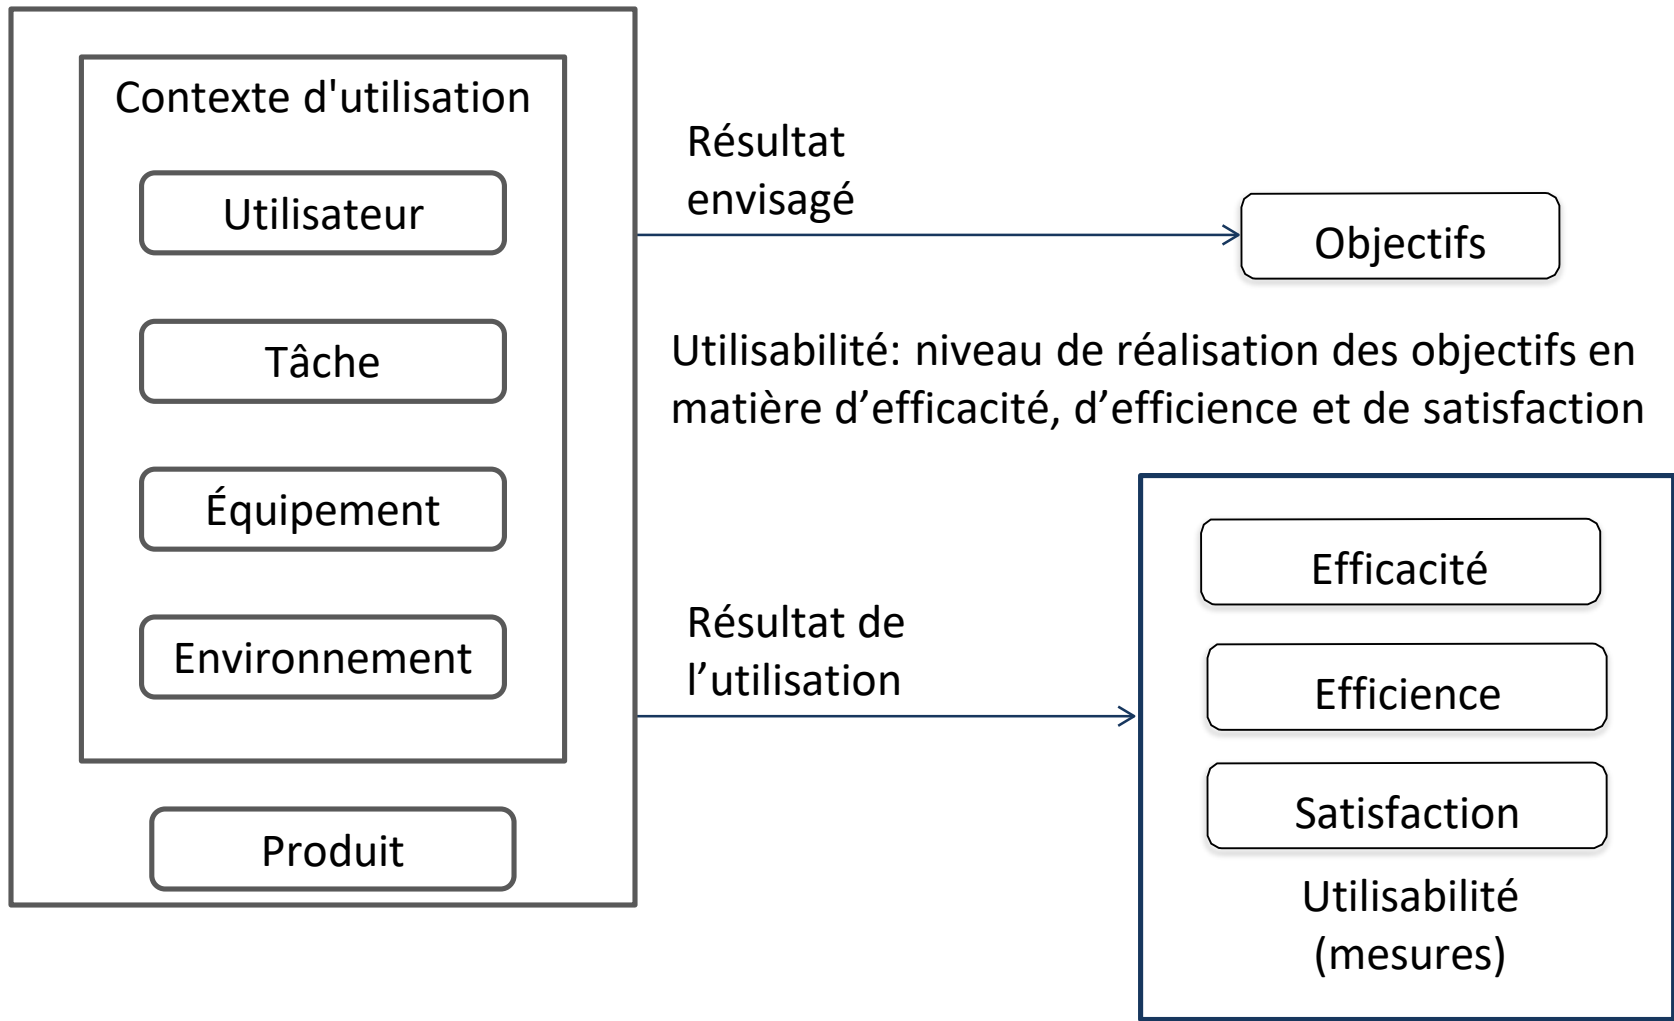 Contexte d'utilisation
Utilisateur
Tâche
Équipement
Environnement
Produit
Résultat
envisagé
Objectifs
Utilisabilité: niveau de réalisation des objectifs en
matière d’efficacité, d’efficience et de satisfaction
Résultat de
l’utilisation
Efficacité
Efficience
Satisfaction
Utilisabilité
(mesures)